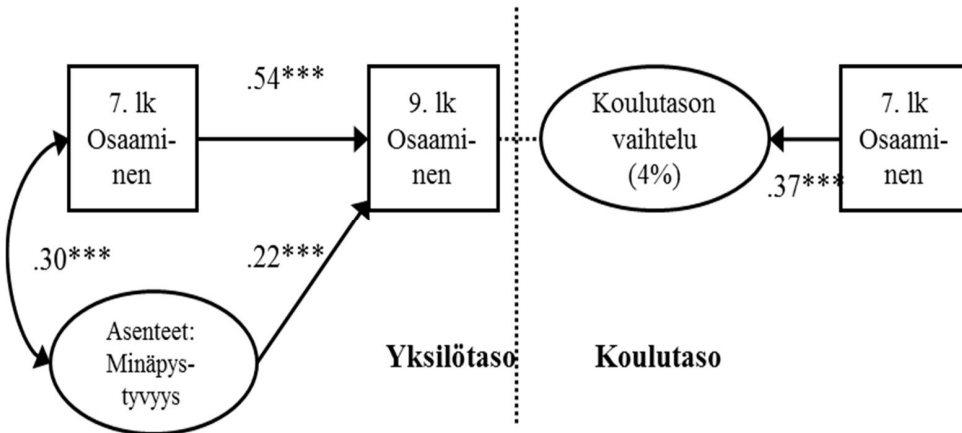 7. lk
Osaami-
nen
.54***
9. lk
Osaami-
nen
Koulutason
vaihtelu
(4%)
.37***
7. lk
Osaami-
nen
.30***
.22***
Asenteet:
Minäpys-
tyvyys
Yksilötaso
Koulutaso